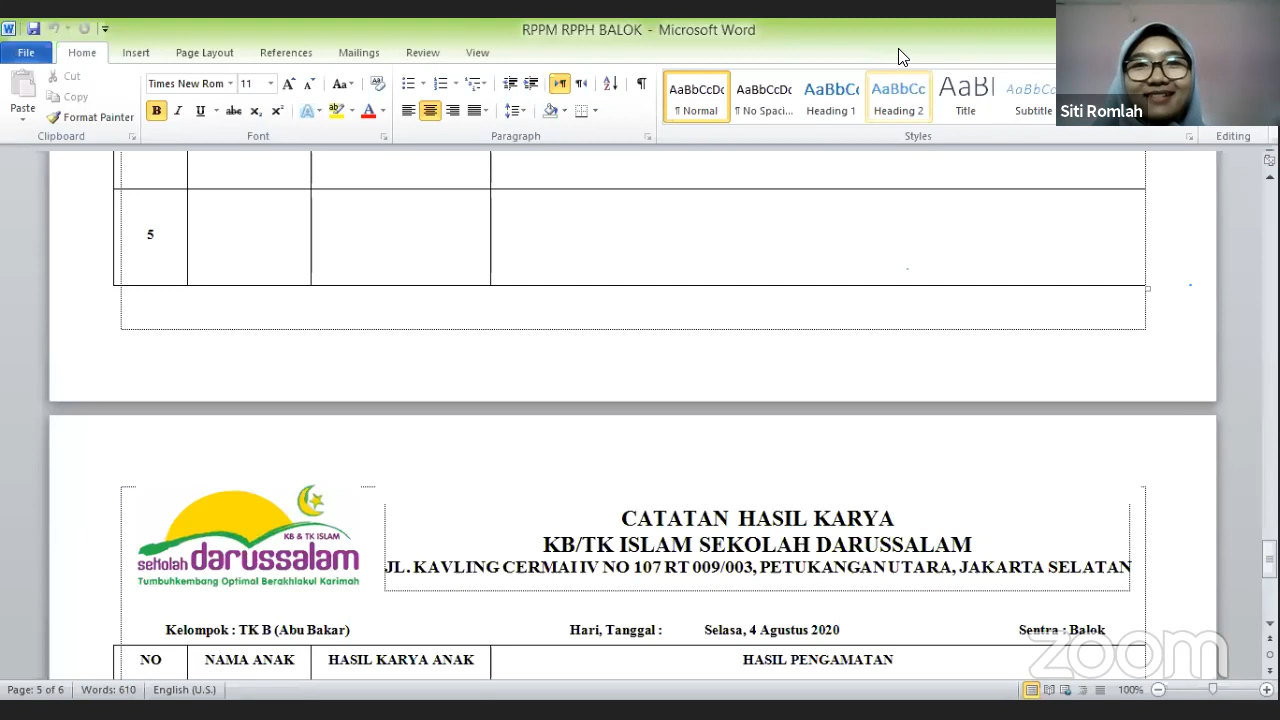 RPPM RPPH BALOK - Microsoft Word
File Home Insert Page Layout References Mailings Review View
Paste
Cut
Copy
Format Painter
Clipboard
Times New Rom 11
Font
Paragraph
AaBbCcDc AaBbCcDc AaBbCc AaBbCc AaBl AaBbCc
¶ Normal ¶ No Spaci... Heading 1 Heading 2 Title Subtitle
Styles
Editing
Siti Romlah
5
KB & TK ISLAM
sekolah darussalam
Tumbuhkembang Optimal Berakhlakul Karimah
CATATAN HASIL KARYA
KB/TK ISLAM SEKOLAH DARUSSALAM
JL. KAVLING CERMAI IV NO 107 RT 009/003, PETUKANGAN UTARA, JAKARTA SELATAN
Kelompok : TK B (Abu Bakar) Hari, Tanggal : Selasa, 4 Agustus 2020 Sentra : Balok
NO NAMA ANAK HASIL KARYA ANAK HASIL PENGAMATAN
zoom
Page: 5 of 6 Words: 610 English (U.S.) 100%